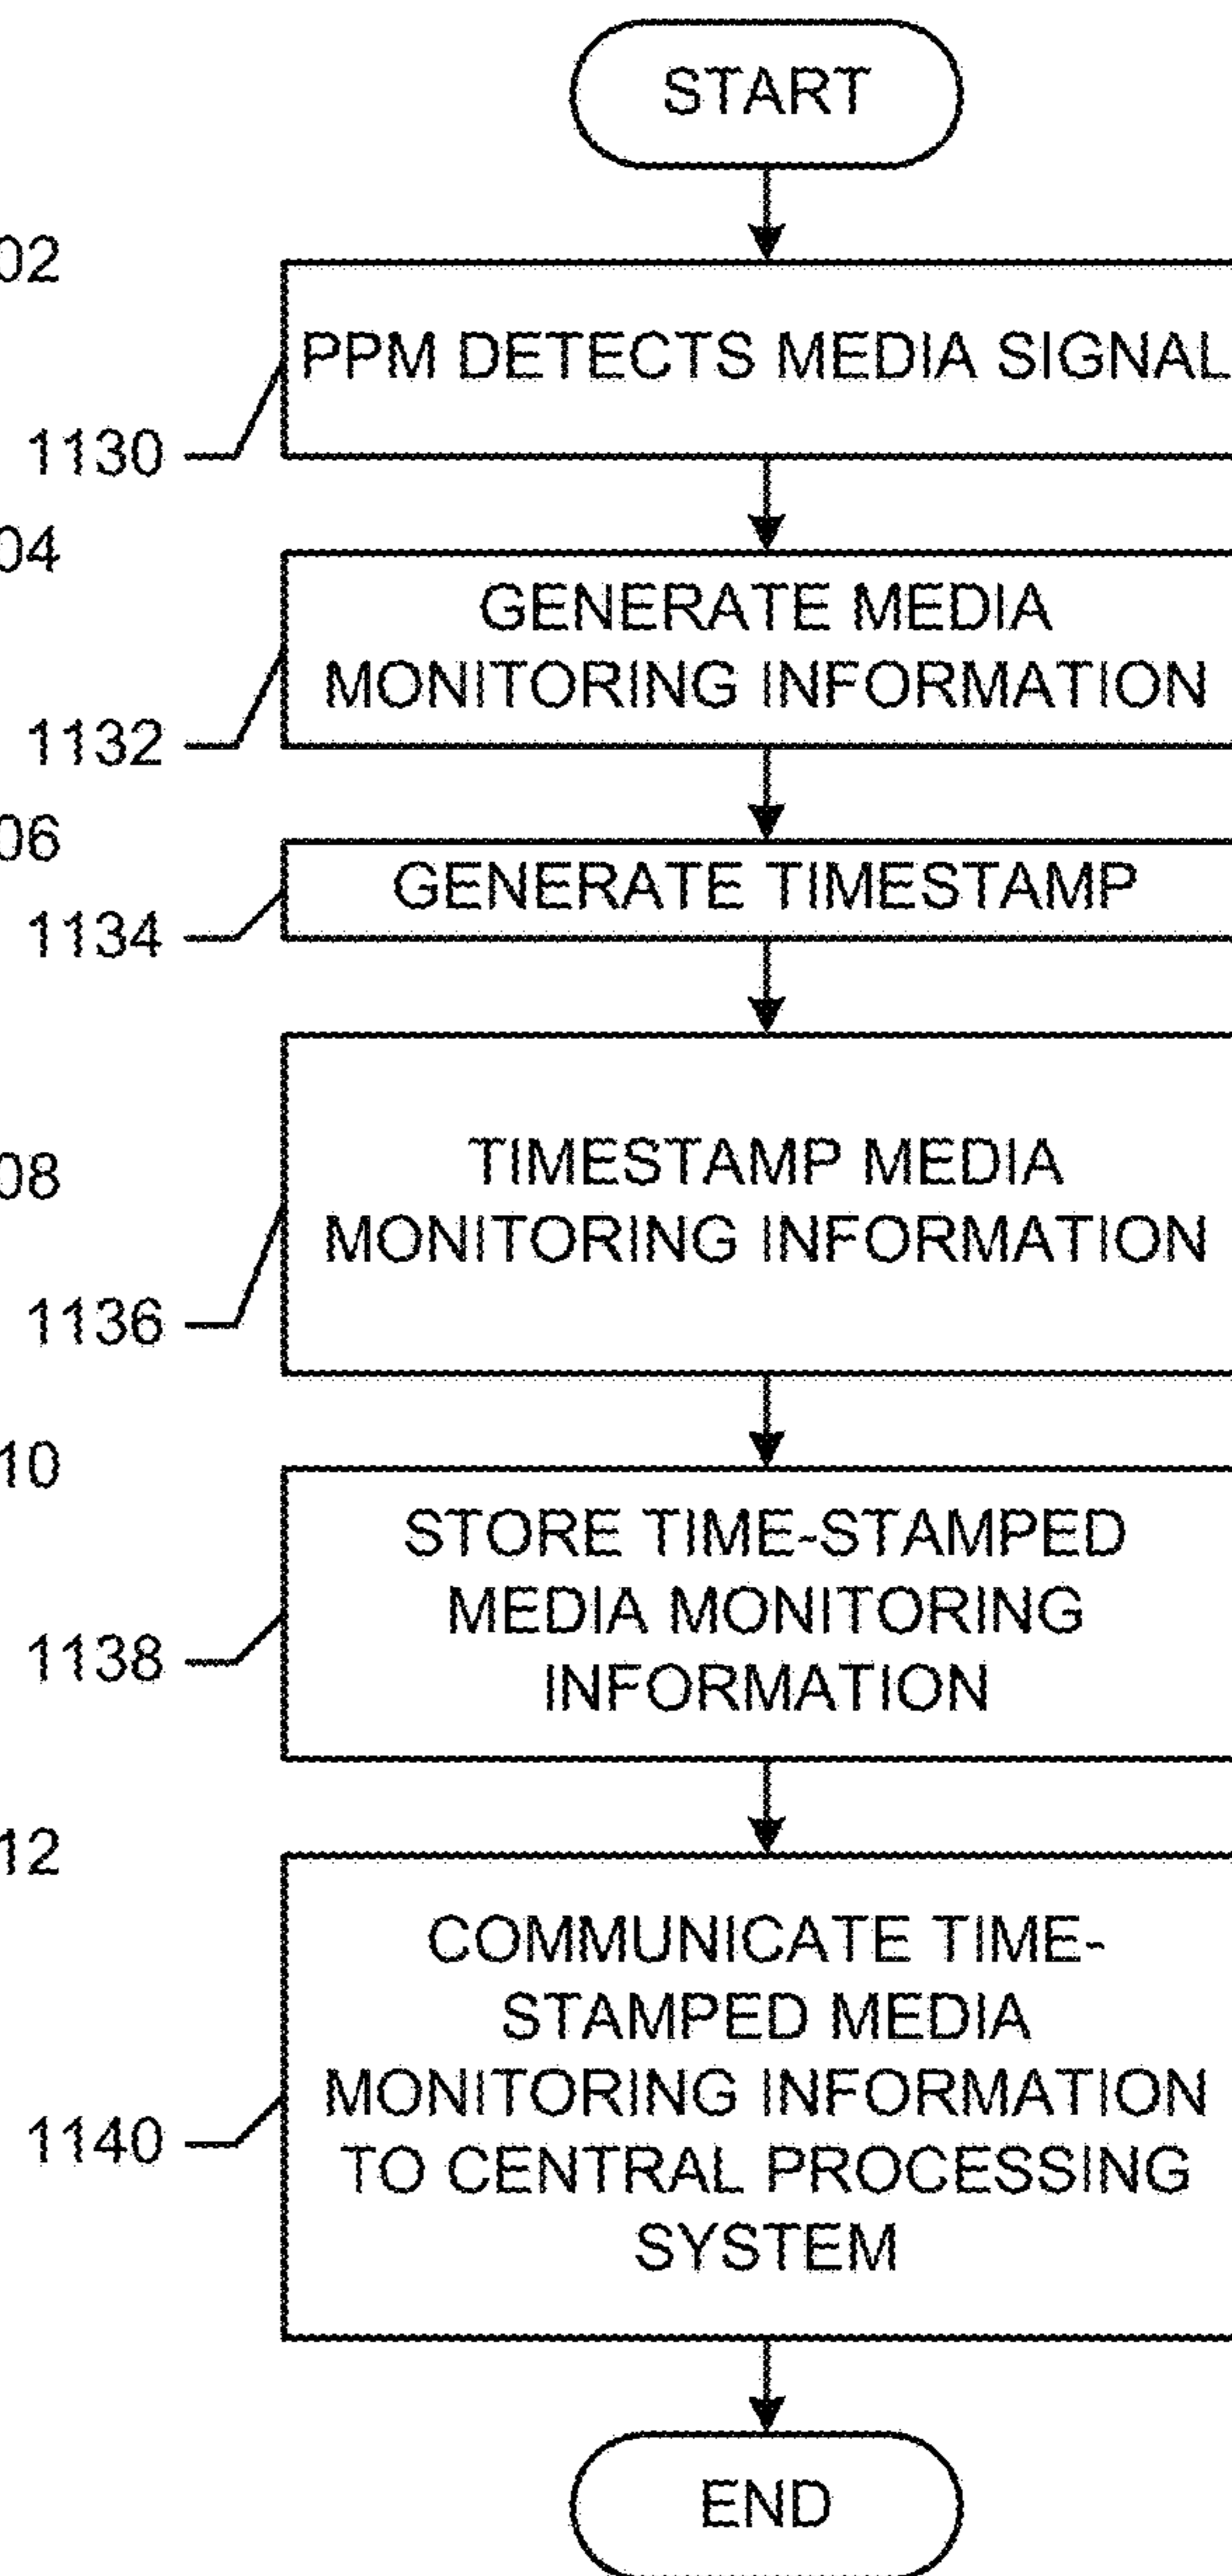 START
02
PPM DETECTS MEDIA SIGNAL
1130
04
GENERATE MEDIA
MONITORING INFORMATION
1132
06
GENERATE TIMESTAMP
1134
TIMESTAMP MEDIA
08
MONITORING INFORMATION
1136
10
STORE TIME-STAMPED
MEDIA MONITORING
1138
INFORMATION
12
COMMUNICATE TIME-
STAMPED MEDIA
MONITORING INFORMATION
1140
TO CENTRAL PROCESSING
SYSTEM
END